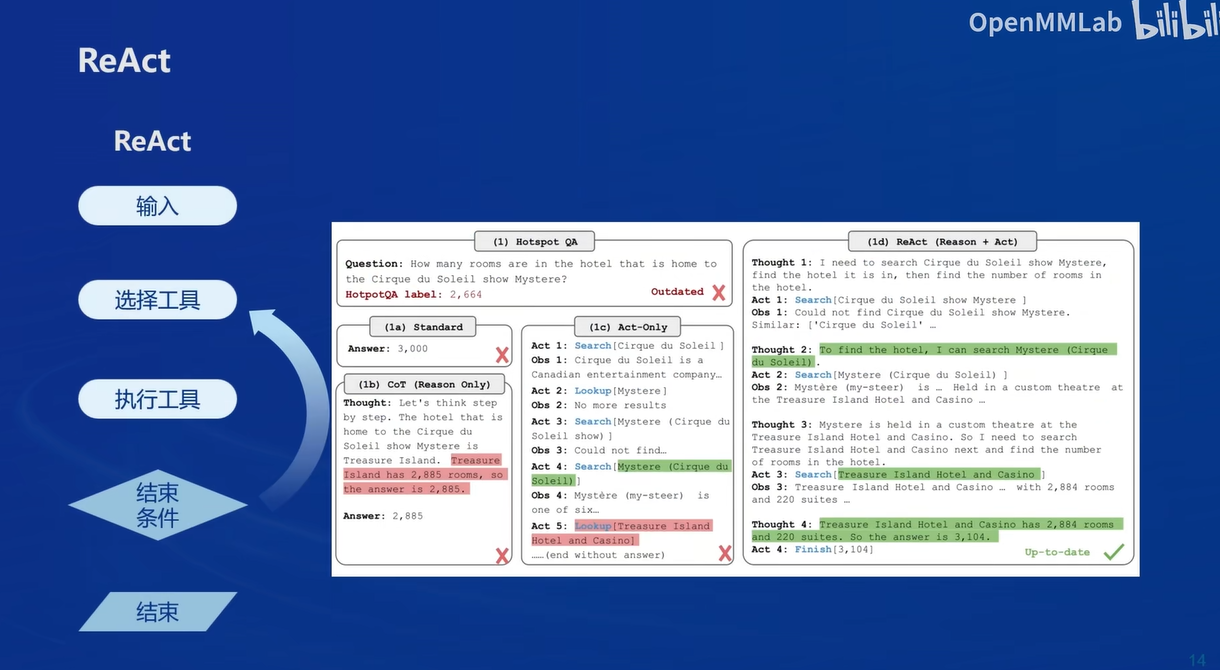 OpenMMLab bilibili
ReAct
ReAct
输入
选择工具
执行工具
结束
条件
结束
(1) Hotspot QA
Question: How many rooms are in the hotel that is home to
the Cirque du Soleil show Mystere?
HotpotQA label: 2,664
Outdated
(1a) Standard
Answer: 3,000
(1b) CoT (Reason Only)
Thought: Let's think step
by step. The hotel that is
home to the Cirque du
Soleil show Mystere is
Treasure Island. Treasure
Island has 2,885 rooms, so
the answer is 2,885.
Answer: 2,885
(1c) Act-Only
Act 1: Search[Cirque du Soleil]
Obs 1: Cirque du Soleil is a
Canadian entertainment company…
Act 2: Lookup[Mystere]
Obs 2: No more results
Act 3: Search[Mystere (Cirque du
Soleil show)]
Obs 3: Could not find…
Act 4: Search[Mystere (Cirque du
Soleil)]
Obs 4: Mystère (my-steer) is
one of six…
Act 5: Lookup[Treasure Island
Hotel and Casino]
……(end without answer)
(1d) ReAct (Reason + Act)
Thought 1: I need to search Cirque du Soleil show Mystere,
find the hotel it is in, then find the number of rooms in
the hotel.
Act 1: Search[Cirque du Soleil show Mystere ]
Obs 1: Could not find Cirque du Soleil show Mystere.
Similar: ['Cirque du Soleil' …
Thought 2: To find the hotel, I can search Mystere (Cirque
du Soleil).
Act 2: Search[Mystere (Cirque du Soleil) ]
Obs 2: Mystère (my-steer) is … Held in a custom theatre at
the Treasure Island Hotel and Casino …
Thought 3: Mystere is held in a custom theatre at the
Treasure Island Hotel and Casino. So I need to search
Treasure Island Hotel and Casino next and find the number
of rooms in the hotel.
Act 3: Search[Treasure Island Hotel and Casino ]
Obs 3: Treasure Island Hotel and Casino … with 2,884 rooms
and 220 suites …
Thought 4: Treasure Island Hotel and Casino has 2,884 rooms
and 220 suites. So the answer is 3,104.
Act 4: Finish[3,104]
Up-to-date
14